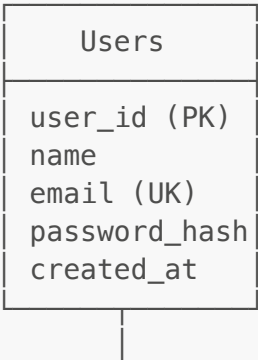 Users
user_id (PK)
name
email (UK)
password_hash
created_at